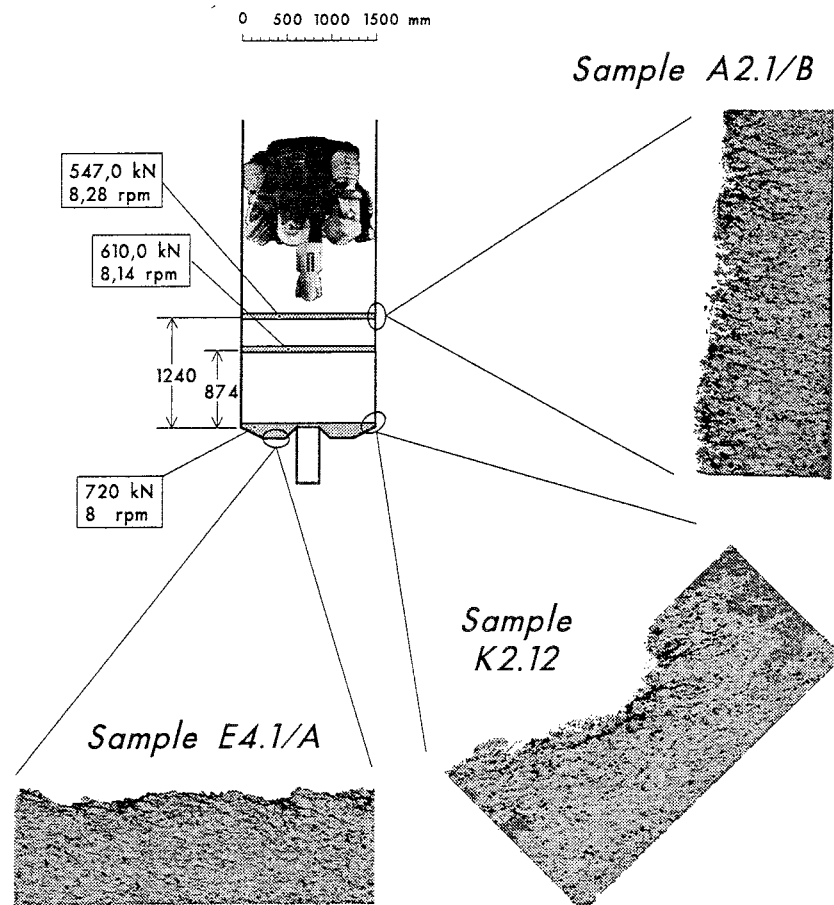 0 500 1000 1500 mm
Sample A2.1/B
547,0 kN
8,28 rpm
610,0 kN
8,14 rpm
1240
874
720 kN
8 rpm
Sample
K2.12
Sample E4.1/A